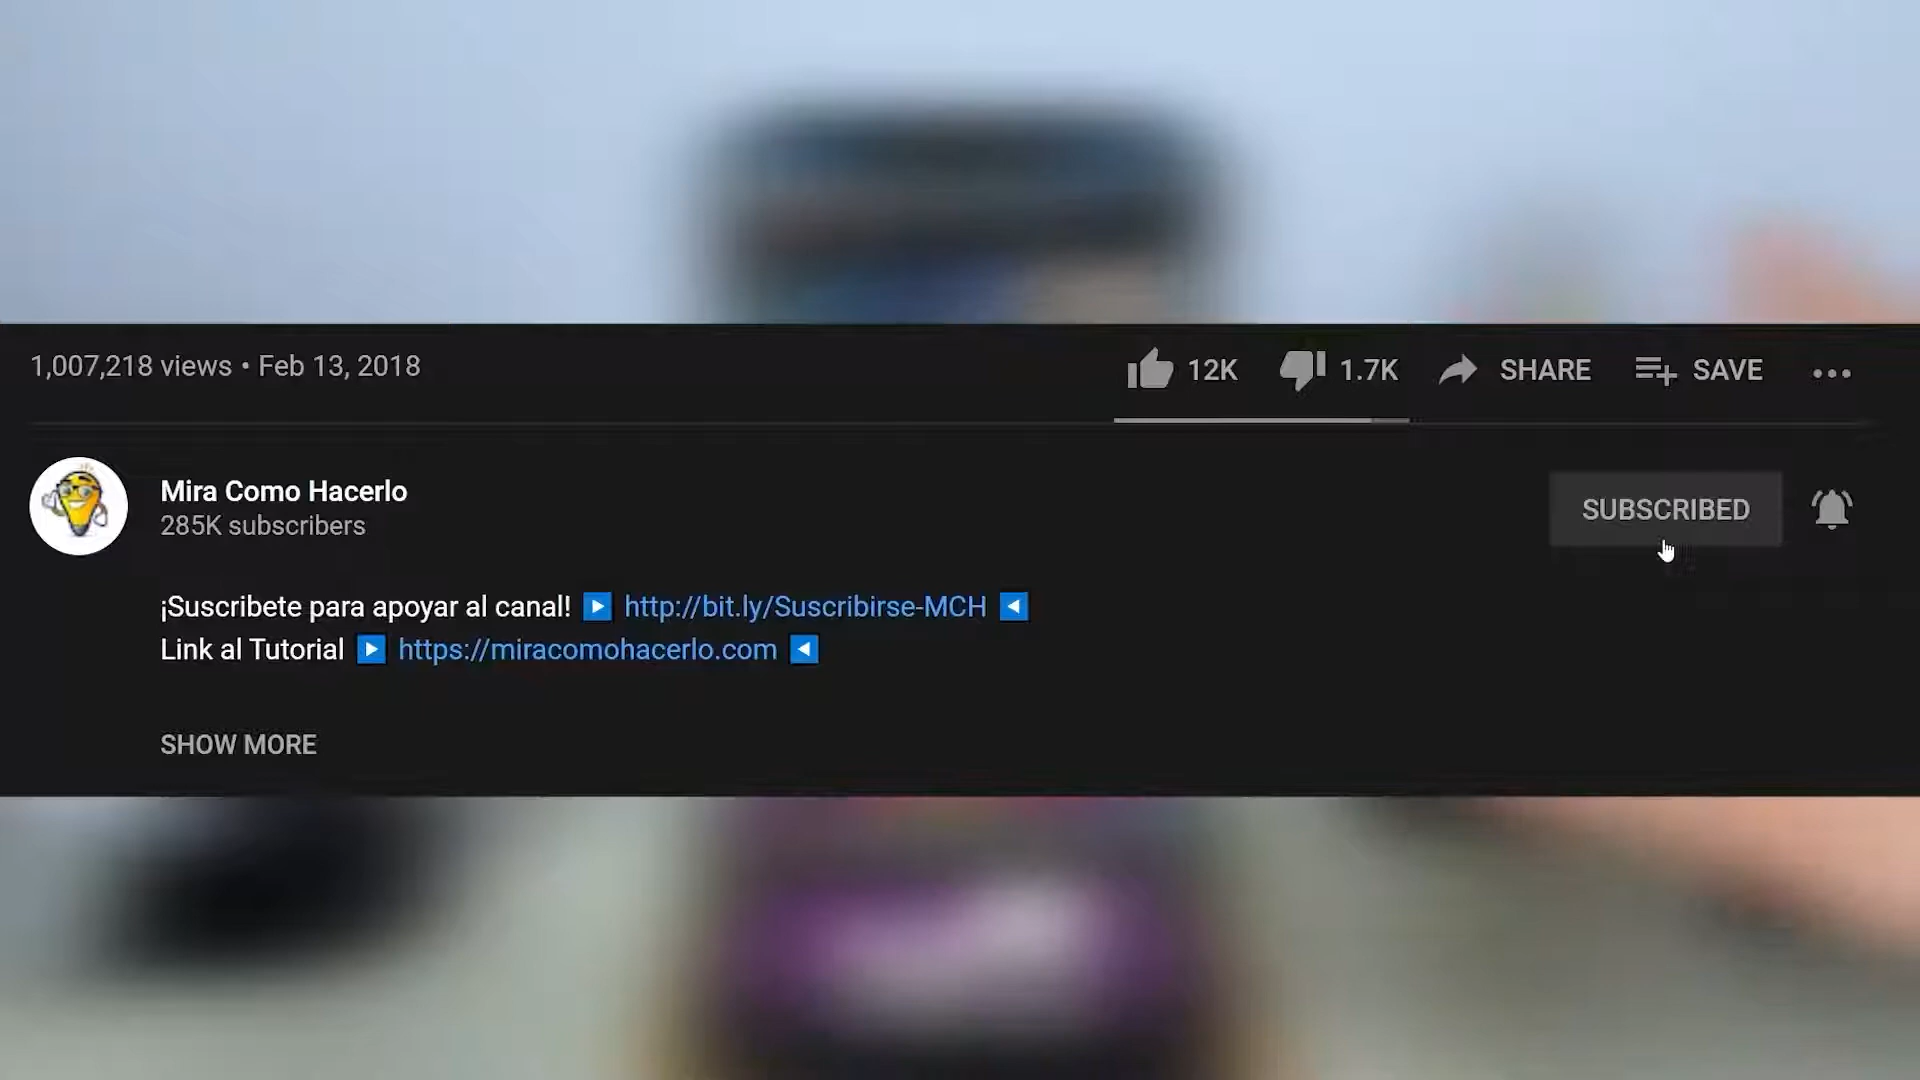 1,007,218 views • Feb 13, 2018
12K
1.7K
SHARE
SAVE
Mira Como Hacerlo
285K subscribers
SUBSCRIBED
¡Suscribete para apoyar al canal! ▶ http://bit.ly/Suscribirse-MCH ◀
Link al Tutorial ▶ https://miracomohacerlo.com ◀
SHOW MORE